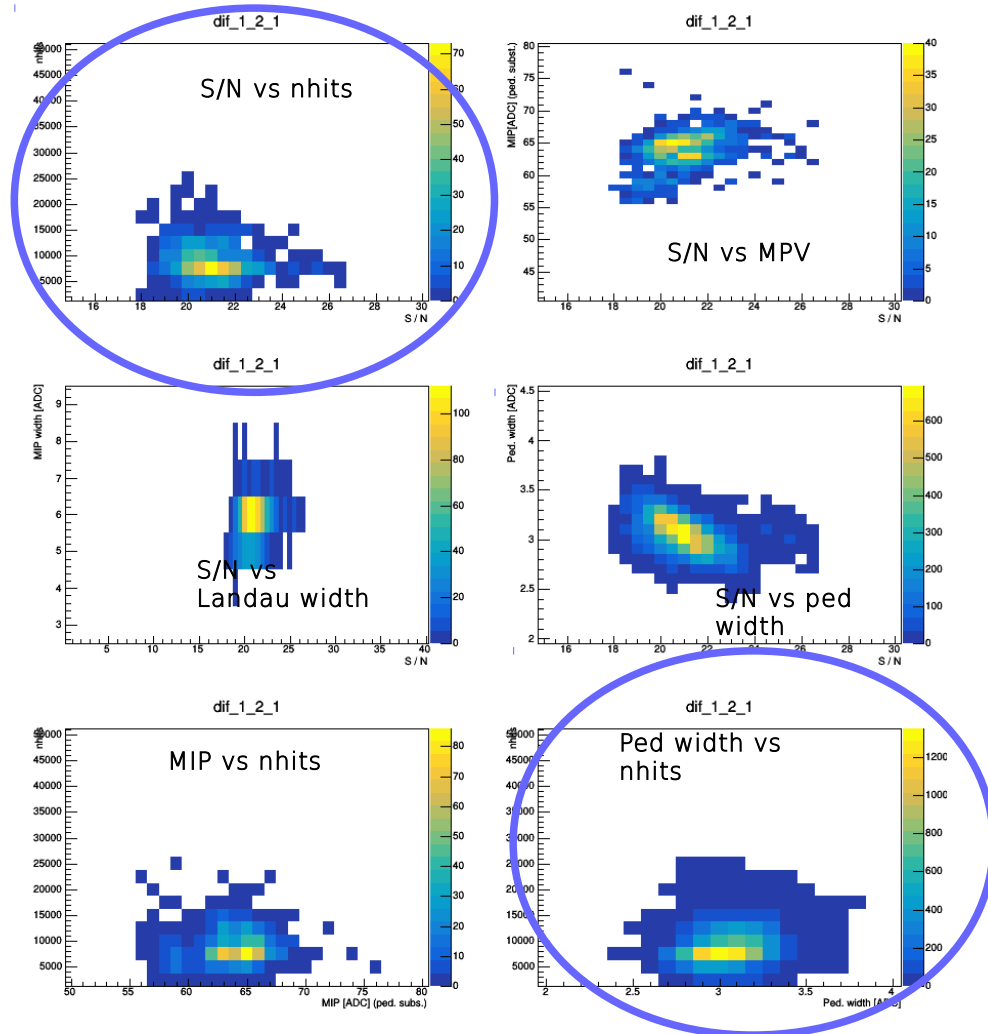 dif_1_2_1
S/N vs nhits
nhits
50000
45000
40000
35000
30000
25000
20000
15000
10000
5000
16 18 20 22 24 26 28 30
S / N
70
60
50
40
30
20
10
0
dif_1_2_1
S/N vs MPV
MIP[ADC] (ped. subst.)
80
75
70
65
60
55
50
45
16 18 20 22 24 26 28 30
S / N
40
35
30
25
20
15
10
5
0
dif_1_2_1
S/N vs
Landau width
MIP width [ADC]
9
8
7
6
5
4
3
5 10 15 20 25 30 35 40
S / N
100
80
60
40
20
0
dif_1_2_1
S/N vs ped
width
Ped. width [ADC]
4.5
4
3.5
3
2.5
2
16 18 20 22 24 26 28 30
S / N
600
500
400
300
200
100
0
dif_1_2_1
MIP vs nhits
nhits
50000
45000
40000
35000
30000
25000
20000
15000
10000
5000
50 55 60 65 70 75 80
MIP [ADC] (ped. subs.)
80
70
60
50
40
30
20
10
0
dif_1_2_1
Ped width vs
nhits
nhits
50000
45000
40000
35000
30000
25000
20000
15000
10000
5000
2 2.5 3 3.5 4
Ped. width [ADC]
1200
1000
800
600
400
200
0